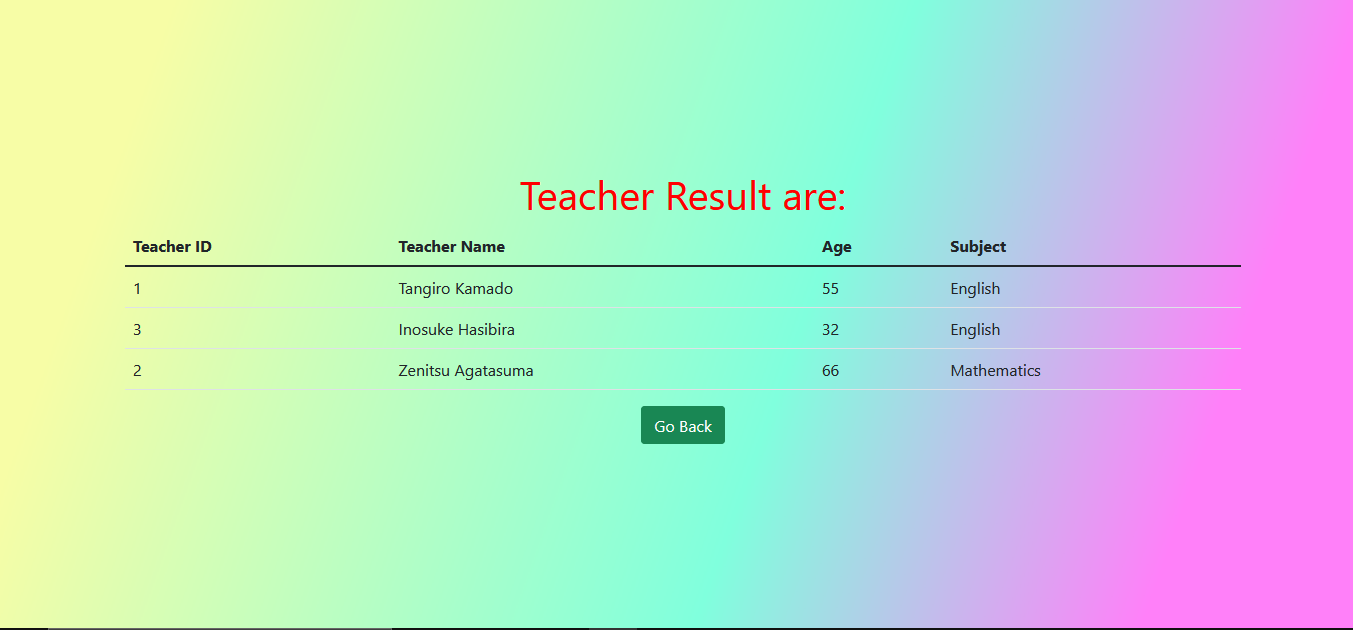 Teacher Result are:
Teacher ID Teacher Name Age Subject
1 Tangiro Kamado 55 English
3 Inosuke Hasibira 32 English
2 Zenitsu Agatasuma 66 Mathematics
Go Back